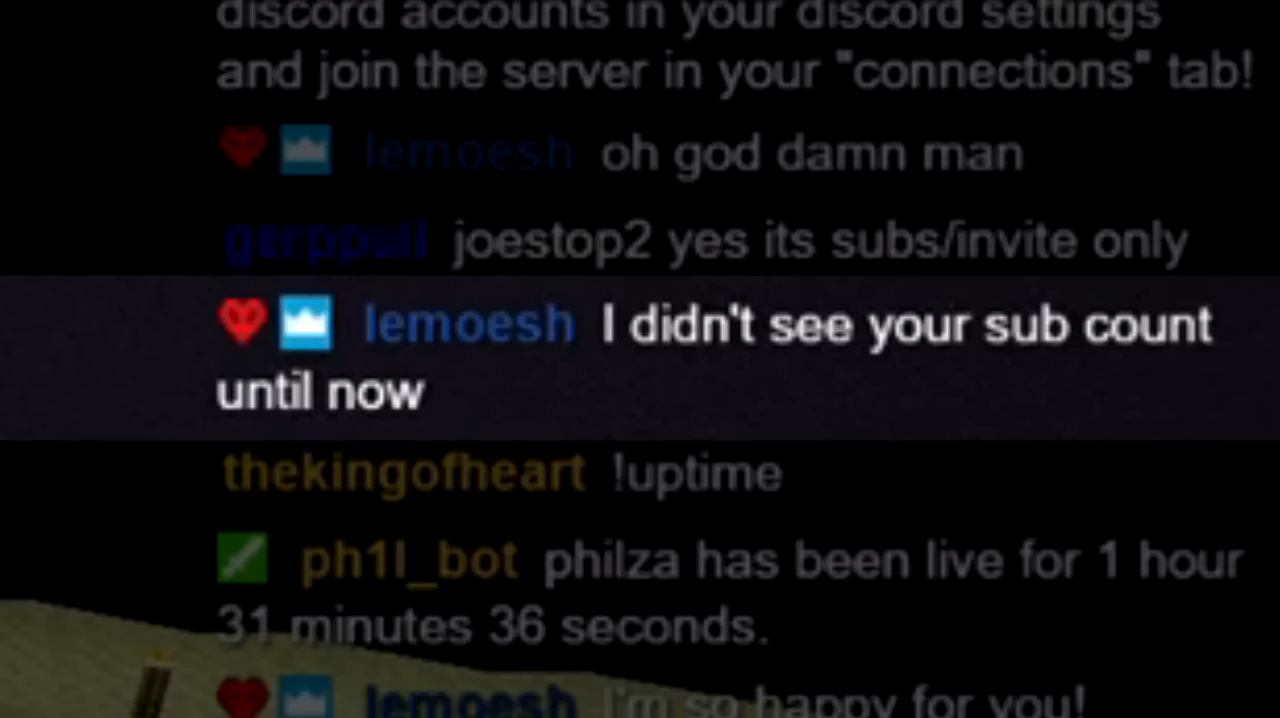 discord accounts in your discord settings
and join the server in your "connections" tab!
lemoesh oh god damn man
gerppuil joestop2 yes its subs/invite only
lemoesh I didn't see your sub count
until now
thekingofheart !uptime
ph1l_bot philza has been live for 1 hour
31 minutes 36 seconds.
lemoesh I'm so happy for you!